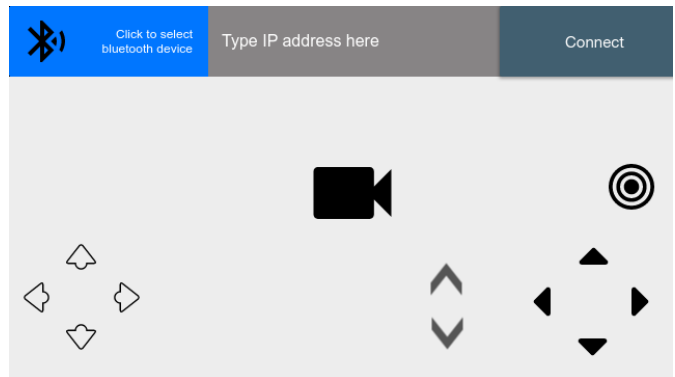 Click to select
bluetooth device
Type IP address here
Connect